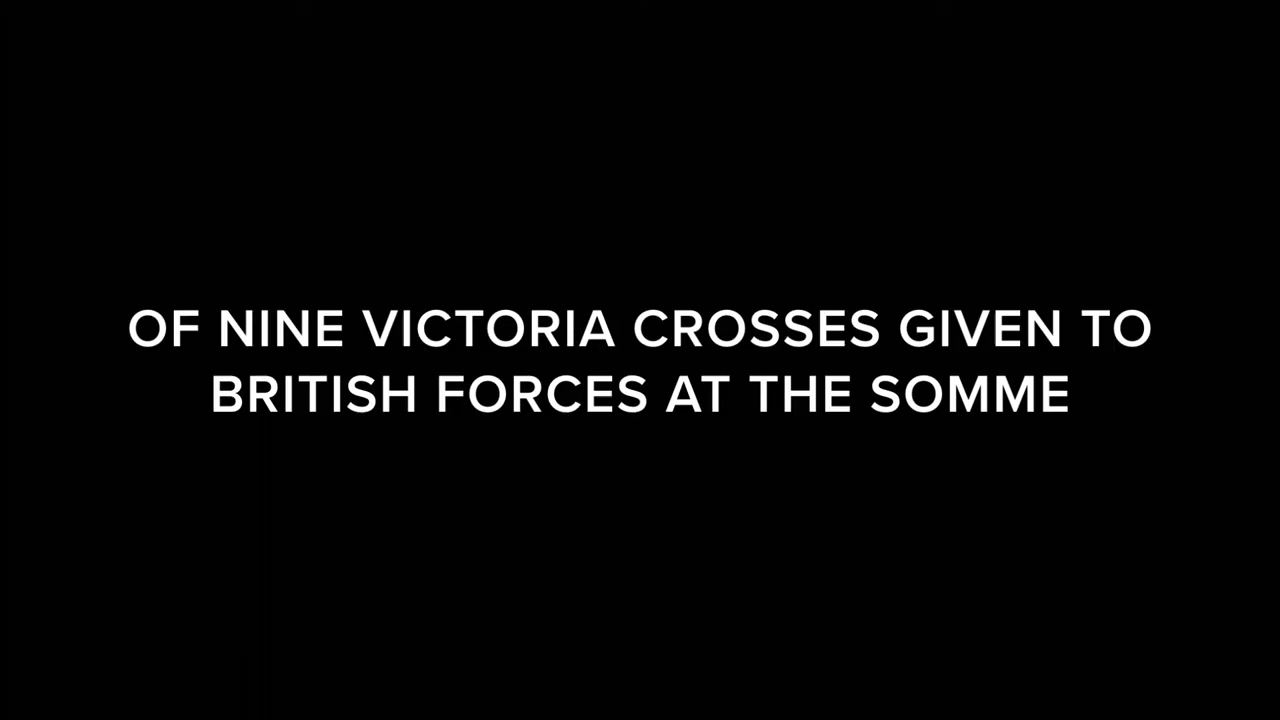 OF NINE VICTORIA CROSSES GIVEN TO
BRITISH FORCES AT THE SOMME